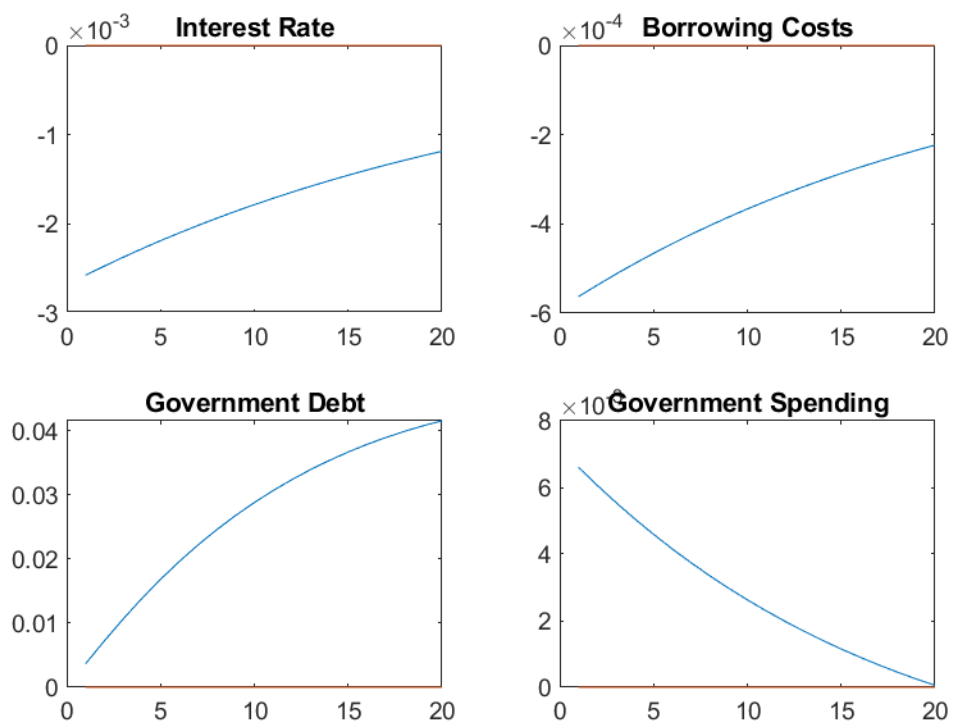 ×10-3 Interest Rate
0
-1
-2
-3
0 5 10 15 20
×10-4 Borrowing Costs
0
-2
-4
-6
0 5 10 15 20
Government Debt
0.04
0.03
0.02
0.01
0
0 5 10 15 20
Government Spending
8
6
4
2
0
0 5 10 15 20